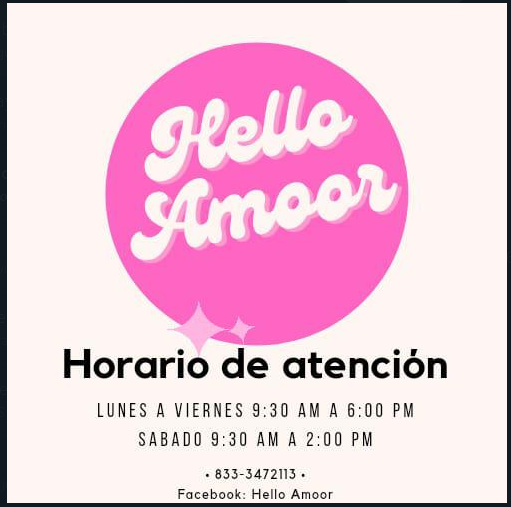 Hello
Amoor
Horario de atención
LUNES A VIERNES 9:30 AM A 6:00 PM
SABADO 9:30 AM A 2:00 PM
• 833-3472113 •
Facebook: Hello Amoor